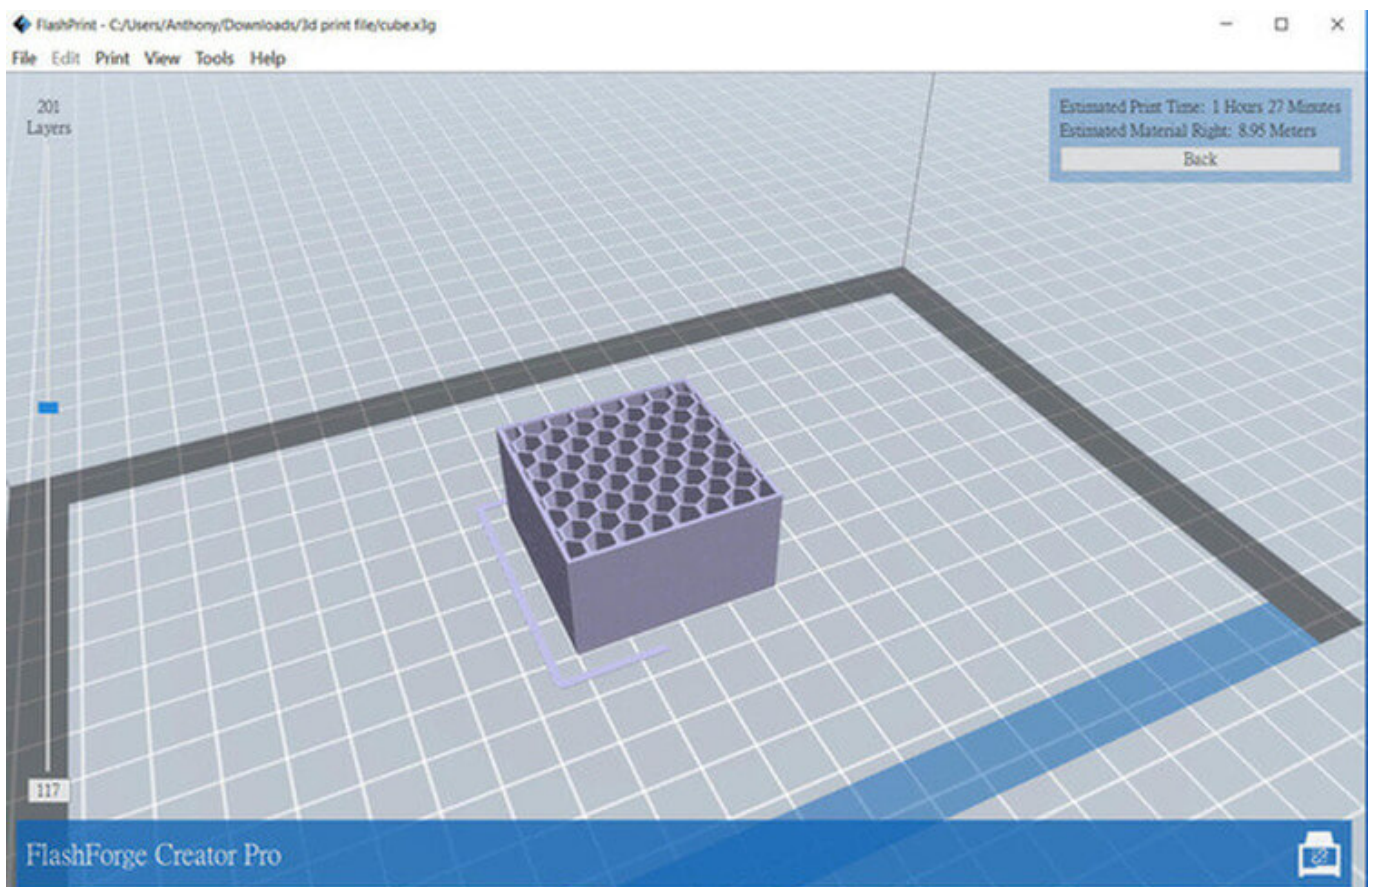 FlashPrint - C:/Users/Anthony/Downloads/3d print file/cube.x3g
File Edit Print View Tools Help
201
Layers
Estimated Print Time: 1 Hours 27 Minutes
Estimated Material Right: 8.95 Meters
Back
117
FlashForge Creator Pro